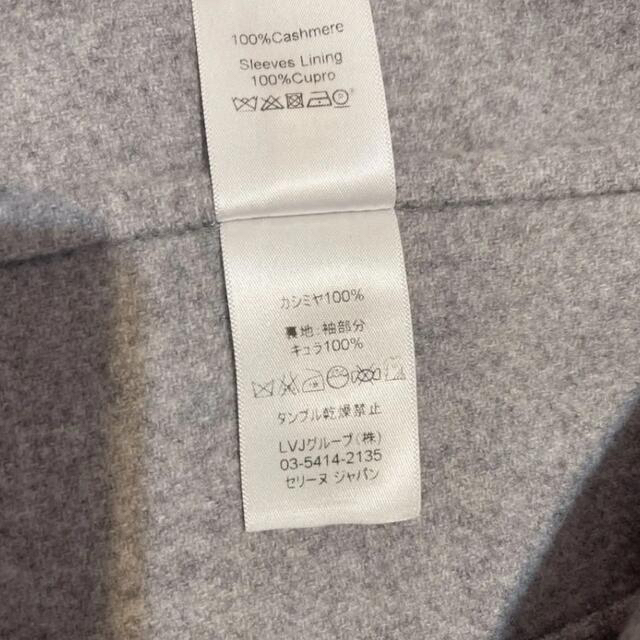 100%Cashmere
Sleeves Lining
100%Cupro
カシミヤ100%
裏地:袖部分
キュラ100%
タンブル乾燥禁止
LVJグループ(株)
03-5414-2135
セリーヌ ジャパン